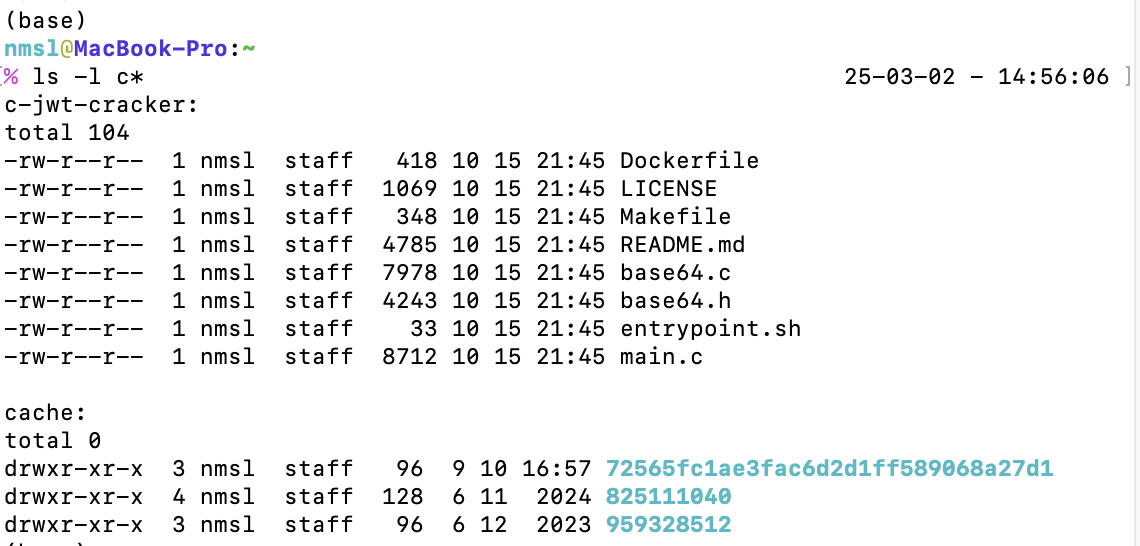 (base)
nmsl@MacBook-Pro:~
[% ls -l c* 25-03-02 - 14:56:06 ]
c-jwt-cracker:
total 104
-rw-r--r--  1 nmsl  staff   418 10 15 21:45 Dockerfile
-rw-r--r--  1 nmsl  staff  1069 10 15 21:45 LICENSE
-rw-r--r--  1 nmsl  staff   348 10 15 21:45 Makefile
-rw-r--r--  1 nmsl  staff  4785 10 15 21:45 README.md
-rw-r--r--  1 nmsl  staff  7978 10 15 21:45 base64.c
-rw-r--r--  1 nmsl  staff  4243 10 15 21:45 base64.h
-rw-r--r--  1 nmsl  staff    33 10 15 21:45 entrypoint.sh
-rw-r--r--  1 nmsl  staff  8712 10 15 21:45 main.c
cache:
total 0
drwxr-xr-x  3 nmsl  staff   96  9 10 16:57 72565fc1ae3fac6d2d1ff589068a27d1
drwxr-xr-x  4 nmsl  staff  128  6 11  2024 825111040
drwxr-xr-x  3 nmsl  staff   96  6 12  2023 959328512